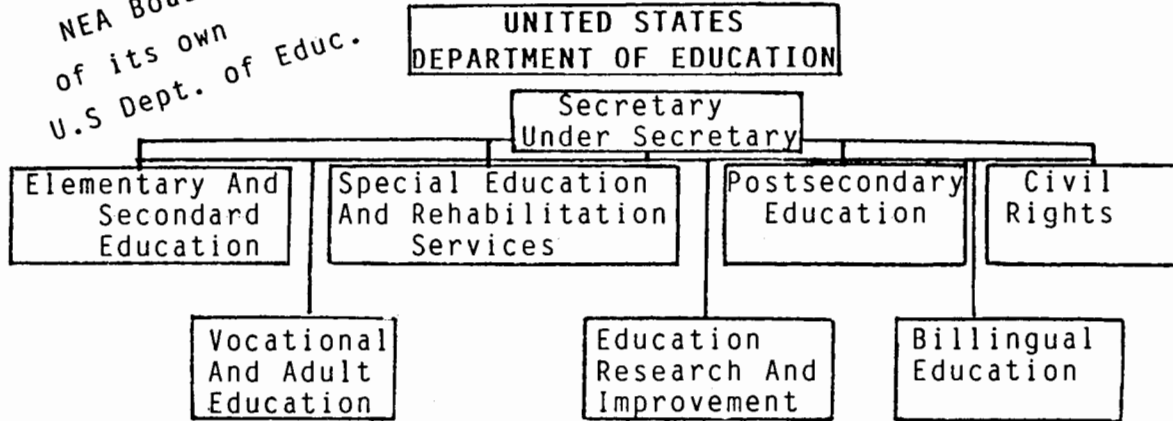 NEA
of its own
U.S Dept. of Educ.
UNITED STATES
DEPARTMENT OF EDUCATION
Secretary
Under Secretary
Elementary And
Secondard
Education
Special Education
And Rehabilitation
Services
Postsecondary
Education
Civil
Rights
Vocational
And Adult
Education
Education
Research And
Improvement
Billingual
Education